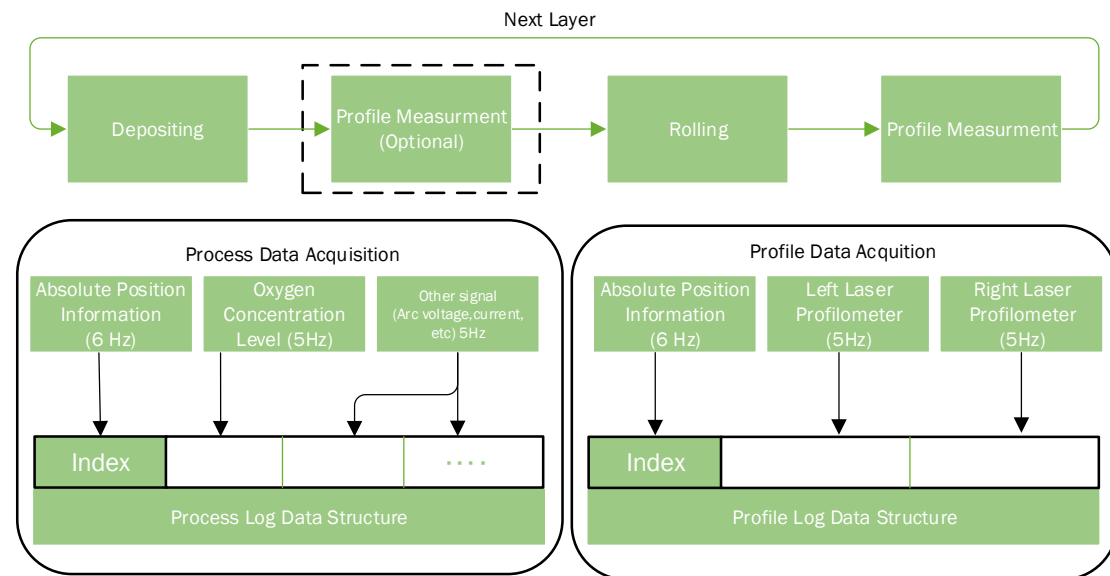 Next Layer
Depositing
Profile Measurment
(Optional)
Rolling
Profile Measurment
Process Data Acquisition
Absolute Position
Information
(6 Hz)
Oxygen
Concentration
Level (5Hz)
Other signal
(Arc voltage,current,
etc) 5Hz
Index
....
Process Log Data Structure
Profile Data Acquition
Absolute Position
Information
(6 Hz)
Left Laser
Profilometer
(5Hz)
Right Laser
Profilometer
(5Hz)
Index
Profile Log Data Structure